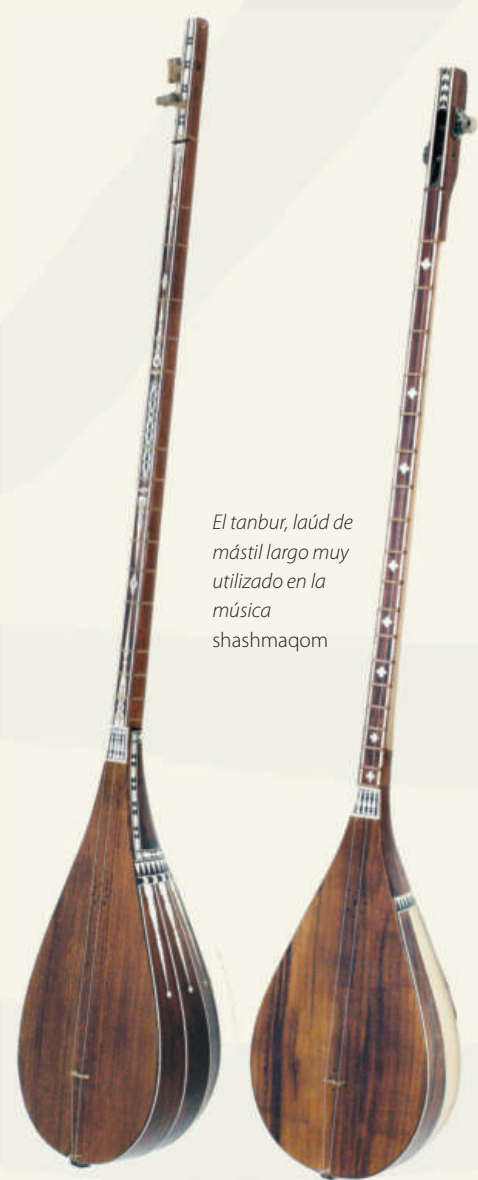 El tanbur, laúd de
mástil largo muy
utilizado en la
música
shashmaqom